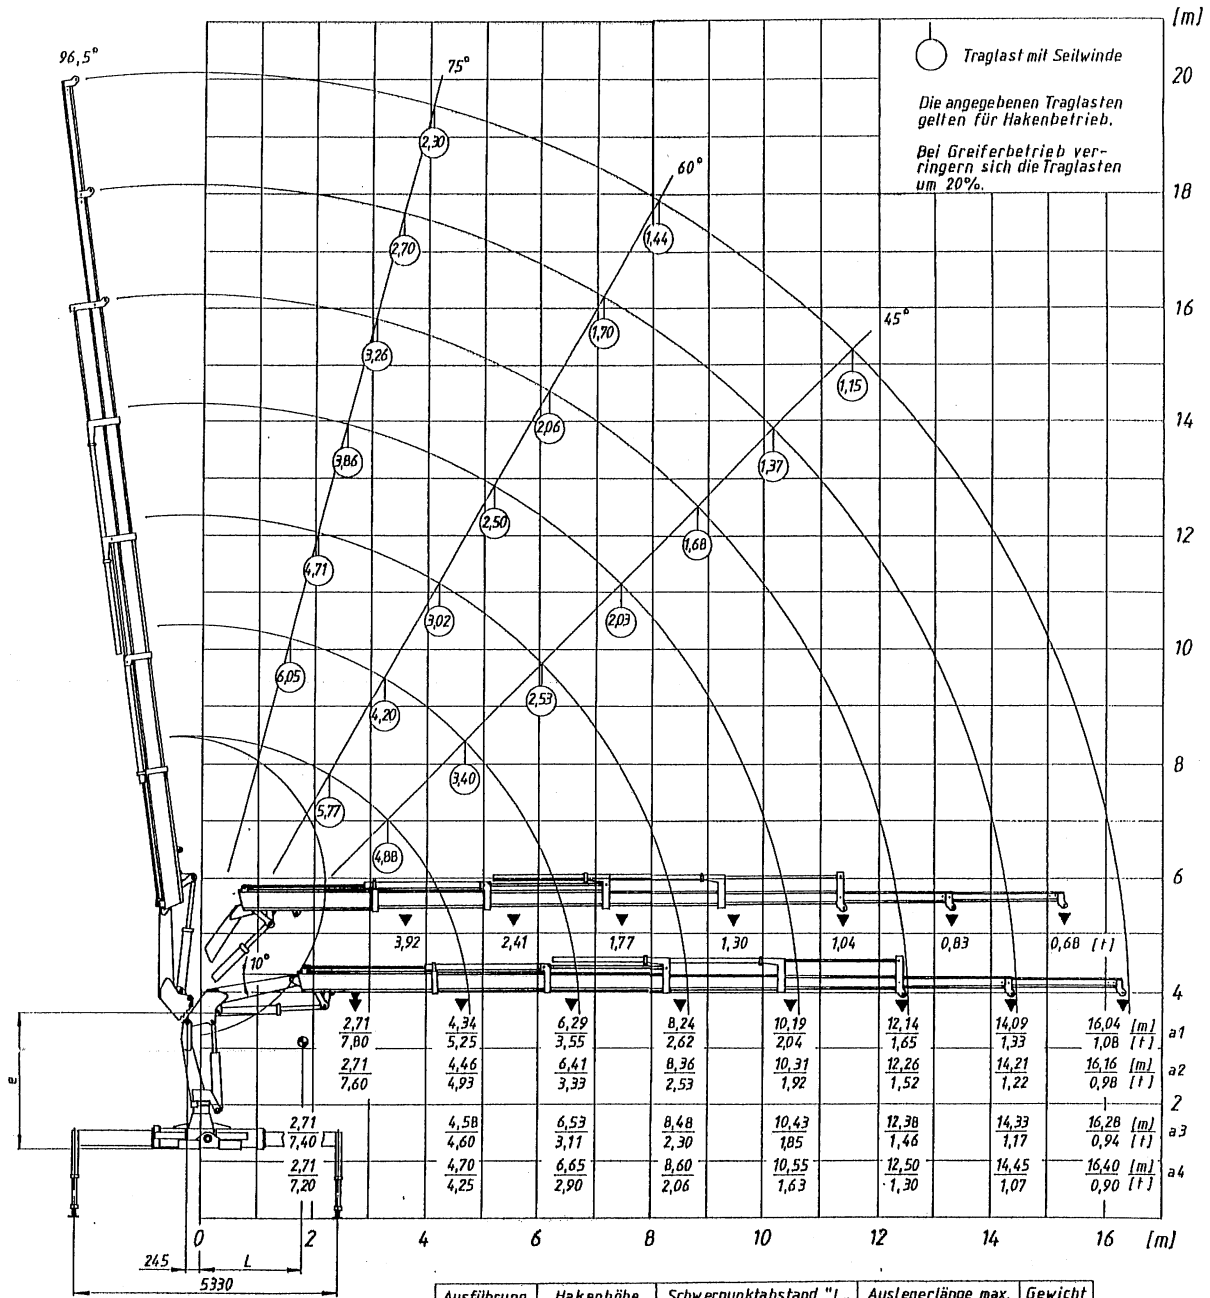 [m]
96,5°
75°
Traglast mit Seilwinde
20
Die angegebenen Traglasten
gelten für Hakenbetrieb.
2,30
Bei Greiferbetrieb ver-
ringern sich die Traglasten
um 20%.
60°
18
1,44
2,70
1,70
16
45°
3,26
1,15
2,06
14
3,86
1,37
2,50
1,68
12
4,71
3,02
2,03
10
6,05
4,20
2,53
3,40
8
5,77
4,88
6
3,92 2,41 1,77 1,30 1,04 0,83 0,68 [t]
10°
4
2,71 4,34 6,29 8,24 10,19 12,14 14,09 16,04 [m]
7,80 5,25 3,55 2,62 2,04 1,65 1,33 1,08 [t] a1
2,71 4,46 6,41 8,36 10,31 12,26 14,21 16,16 [m]
7,60 4,93 3,33 2,53 1,92 1,52 1,22 0,98 [t] a2
e
2
2,71 4,58 6,53 8,48 10,43 12,38 14,33 16,28 [m]
7,40 4,60 3,11 2,30 1,85 1,46 1,17 0,94 [t] a3
2,71 4,70 6,65 8,60 10,55 12,50 14,45 16,40 [m]
7,20 4,25 2,90 2,06 1,63 1,30 1,07 0,90 [t] a4
0 2 4 6 8 10 12 14 16 [m]
245 L
5330
Ausführung Hakenhöhe Schwerpunktabstand "L" Auslegerlänge max. Gewicht